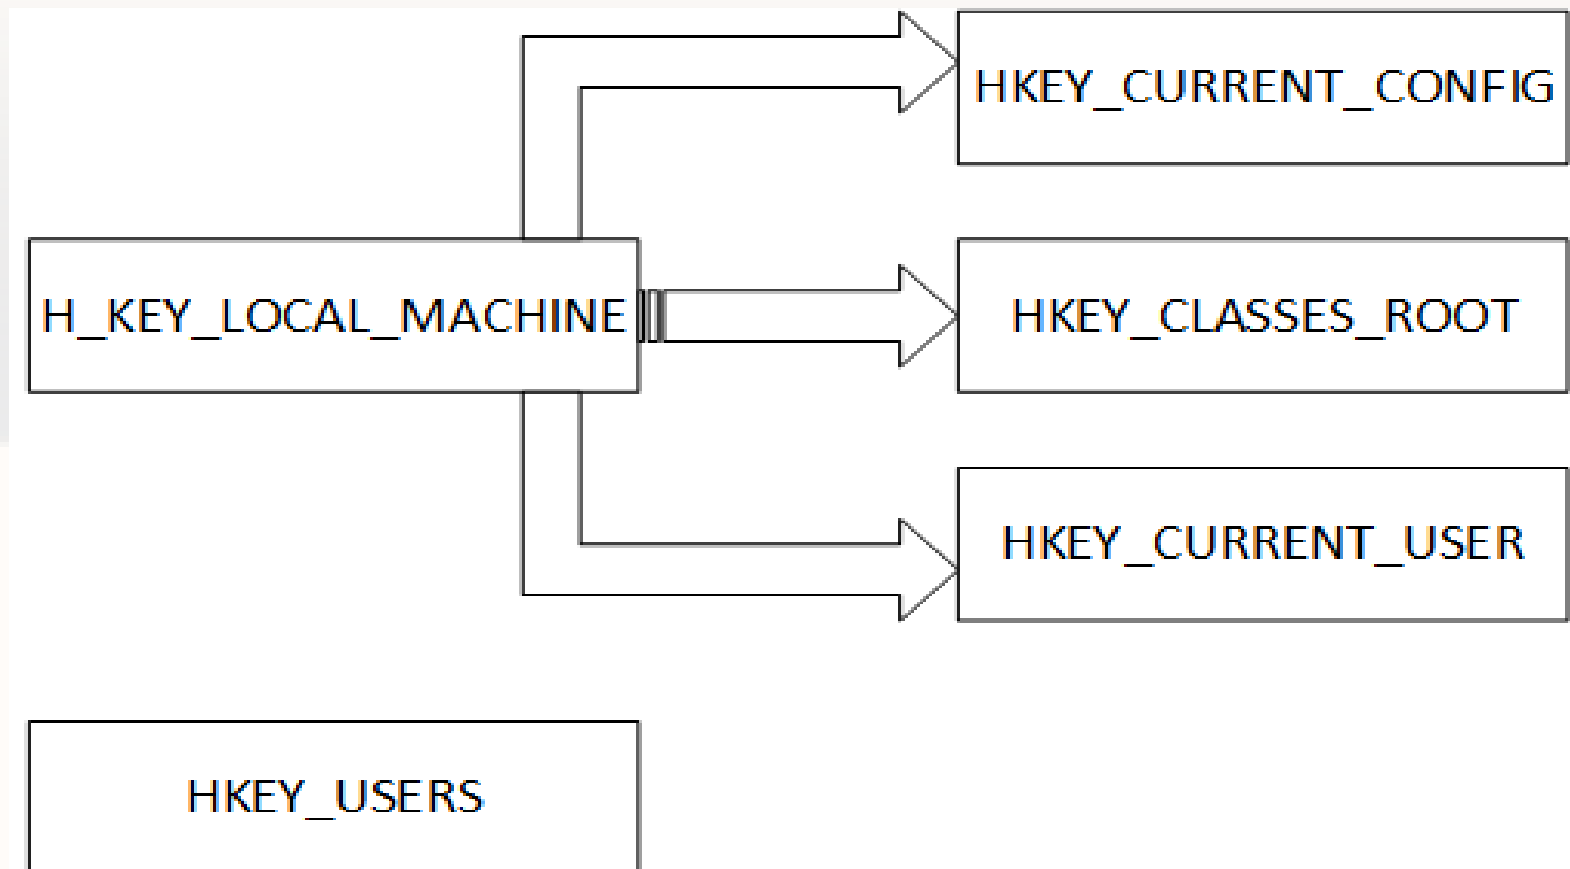 HKEY_CURRENT_CONFIG
H_KEY_LOCAL_MACHINE
HKEY_CLASSES_ROOT
HKEY_CURRENT_USER
HKEY_USERS